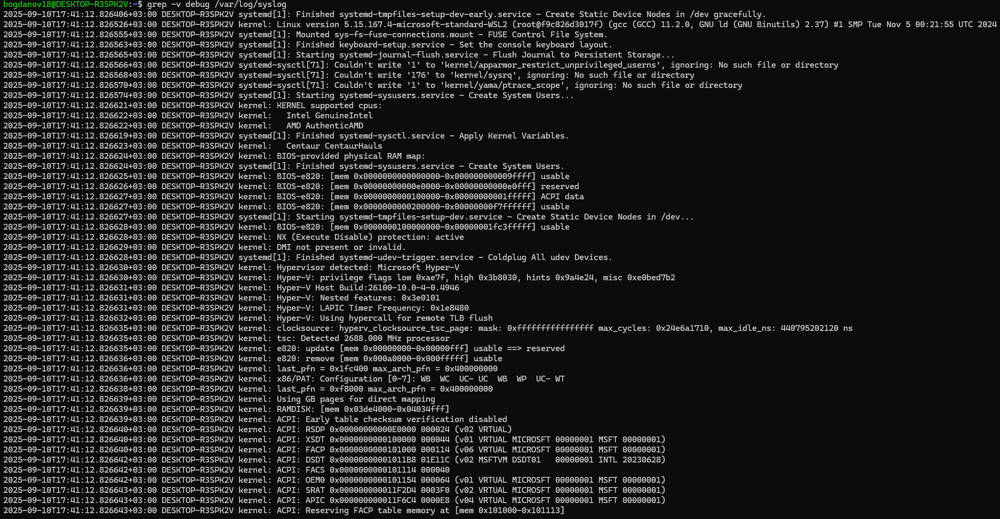 bogdanov18@DESKTOP-R3SPK2V:~$ grep -v debug /var/log/syslog
2025-09-10T17:41:12.826406+03:00 DESKTOP-R3SPK2V systemd[1]: Finished systemd-tmpfiles-setup-dev-early.service - Create Static Device Nodes in /dev gracefully.
2025-09-10T17:41:12.826526+03:00 DESKTOP-R3SPK2V kernel: Linux version 5.15.167.4-microsoft-standard-WSL2 (root@f9c826d3017f) (gcc (GCC) 11.2.0, GNU ld (GNU Binutils) 2.37) #1 SMP Tue Nov 5 00:21:55 UTC 2024
2025-09-10T17:41:12.826555+03:00 DESKTOP-R3SPK2V systemd[1]: Mounted sys-fs-fuse-connections.mount - FUSE Control File System.
2025-09-10T17:41:12.826563+03:00 DESKTOP-R3SPK2V systemd[1]: Finished keyboard-setup.service - Set the console keyboard layout.
2025-09-10T17:41:12.826565+03:00 DESKTOP-R3SPK2V systemd[1]: Starting systemd-journal-flush.service - Flush Journal to Persistent Storage...
2025-09-10T17:41:12.826566+03:00 DESKTOP-R3SPK2V systemd-sysctl[71]: Couldn't write '1' to 'kernel/apparmor_restrict_unprivileged_userns', ignoring: No such file or directory
2025-09-10T17:41:12.826568+03:00 DESKTOP-R3SPK2V systemd-sysctl[71]: Couldn't write '176' to 'kernel/sysrq', ignoring: No such file or directory
2025-09-10T17:41:12.826570+03:00 DESKTOP-R3SPK2V systemd-sysctl[71]: Couldn't write '1' to 'kernel/yama/ptrace_scope', ignoring: No such file or directory
2025-09-10T17:41:12.826574+03:00 DESKTOP-R3SPK2V systemd[1]: Starting systemd-sysusers.service - Create System Users...
2025-09-10T17:41:12.826621+03:00 DESKTOP-R3SPK2V kernel: KERNEL supported cpus:
2025-09-10T17:41:12.826622+03:00 DESKTOP-R3SPK2V kernel:   Intel GenuineIntel
2025-09-10T17:41:12.826622+03:00 DESKTOP-R3SPK2V kernel:   AMD AuthenticAMD
2025-09-10T17:41:12.826619+03:00 DESKTOP-R3SPK2V systemd[1]: Finished systemd-sysctl.service - Apply Kernel Variables.
2025-09-10T17:41:12.826623+03:00 DESKTOP-R3SPK2V kernel:   Centaur CentaurHauls
2025-09-10T17:41:12.826624+03:00 DESKTOP-R3SPK2V kernel: BIOS-provided physical RAM map:
2025-09-10T17:41:12.826624+03:00 DESKTOP-R3SPK2V systemd[1]: Finished systemd-sysusers.service - Create System Users.
2025-09-10T17:41:12.826625+03:00 DESKTOP-R3SPK2V kernel: BIOS-e820: [mem 0x0000000000000000-0x000000000009ffff] usable
2025-09-10T17:41:12.826626+03:00 DESKTOP-R3SPK2V kernel: BIOS-e820: [mem 0x00000000000e0000-0x00000000000e0fff] reserved
2025-09-10T17:41:12.826627+03:00 DESKTOP-R3SPK2V kernel: BIOS-e820: [mem 0x0000000000100000-0x00000000001fffff] ACPI data
2025-09-10T17:41:12.826627+03:00 DESKTOP-R3SPK2V kernel: BIOS-e820: [mem 0x0000000000200000-0x00000000f7ffffff] usable
2025-09-10T17:41:12.826627+03:00 DESKTOP-R3SPK2V systemd[1]: Starting systemd-tmpfiles-setup-dev.service - Create Static Device Nodes in /dev...
2025-09-10T17:41:12.826628+03:00 DESKTOP-R3SPK2V kernel: BIOS-e820: [mem 0x0000000100000000-0x00000001fc3fffff] usable
2025-09-10T17:41:12.826628+03:00 DESKTOP-R3SPK2V kernel: NX (Execute Disable) protection: active
2025-09-10T17:41:12.826629+03:00 DESKTOP-R3SPK2V kernel: DMI not present or invalid.
2025-09-10T17:41:12.826628+03:00 DESKTOP-R3SPK2V systemd[1]: Finished systemd-udev-trigger.service - Coldplug All udev Devices.
2025-09-10T17:41:12.826630+03:00 DESKTOP-R3SPK2V kernel: Hypervisor detected: Microsoft Hyper-V
2025-09-10T17:41:12.826630+03:00 DESKTOP-R3SPK2V kernel: Hyper-V: privilege flags low 0xae7f, high 0x3b8030, hints 0x9a4e24, misc 0xe0bed7b2
2025-09-10T17:41:12.826631+03:00 DESKTOP-R3SPK2V kernel: Hyper-V Host Build:26100-10.0-4-0.4946
2025-09-10T17:41:12.826631+03:00 DESKTOP-R3SPK2V kernel: Hyper-V: Nested features: 0x3e0101
2025-09-10T17:41:12.826631+03:00 DESKTOP-R3SPK2V kernel: Hyper-V: LAPIC Timer Frequency: 0x1e8480
2025-09-10T17:41:12.826632+03:00 DESKTOP-R3SPK2V kernel: Hyper-V: Using hypercall for remote TLB flush
2025-09-10T17:41:12.826635+03:00 DESKTOP-R3SPK2V kernel: clocksource: hyperv_clocksource_tsc_page: mask: 0xffffffffffffffff max_cycles: 0x24e6a1710, max_idle_ns: 440795202120 ns
2025-09-10T17:41:12.826635+03:00 DESKTOP-R3SPK2V kernel: tsc: Detected 2688.000 MHz processor
2025-09-10T17:41:12.826635+03:00 DESKTOP-R3SPK2V kernel: e820: update [mem 0x00000000-0x00000fff] usable ==> reserved
2025-09-10T17:41:12.826636+03:00 DESKTOP-R3SPK2V kernel: e820: remove [mem 0x000a0000-0x000fffff] usable
2025-09-10T17:41:12.826636+03:00 DESKTOP-R3SPK2V kernel: last_pfn = 0x1fc400 max_arch_pfn = 0x400000000
2025-09-10T17:41:12.826636+03:00 DESKTOP-R3SPK2V kernel: x86/PAT: Configuration [0-7]: WB  WC  UC- UC  WB  WP  UC- WT
2025-09-10T17:41:12.826638+03:00 DESKTOP-R3SPK2V kernel: last_pfn = 0xf8000 max_arch_pfn = 0x400000000
2025-09-10T17:41:12.826639+03:00 DESKTOP-R3SPK2V kernel: Using GB pages for direct mapping
2025-09-10T17:41:12.826639+03:00 DESKTOP-R3SPK2V kernel: RAMDISK: [mem 0x03de4000-0x04034fff]
2025-09-10T17:41:12.826639+03:00 DESKTOP-R3SPK2V kernel: ACPI: Early table checksum verification disabled
2025-09-10T17:41:12.826640+03:00 DESKTOP-R3SPK2V kernel: ACPI: RSDP 0x00000000000E0000 000024 (v02 VRTUAL)
2025-09-10T17:41:12.826640+03:00 DESKTOP-R3SPK2V kernel: ACPI: XSDT 0x0000000000100000 000044 (v01 VRTUAL MICROSFT 00000001 MSFT 00000001)
2025-09-10T17:41:12.826640+03:00 DESKTOP-R3SPK2V kernel: ACPI: FACP 0x0000000000101000 000114 (v06 VRTUAL MICROSFT 00000001 MSFT 00000001)
2025-09-10T17:41:12.826642+03:00 DESKTOP-R3SPK2V kernel: ACPI: DSDT 0x00000000001011B8 01E11C (v02 MSFTVM DSDT01   00000001 INTL 20230628)
2025-09-10T17:41:12.826642+03:00 DESKTOP-R3SPK2V kernel: ACPI: FACS 0x0000000000101114 000040
2025-09-10T17:41:12.826642+03:00 DESKTOP-R3SPK2V kernel: ACPI: OEM0 0x0000000000101154 000064 (v01 VRTUAL MICROSFT 00000001 MSFT 00000001)
2025-09-10T17:41:12.826643+03:00 DESKTOP-R3SPK2V kernel: ACPI: SRAT 0x000000000011F2D4 0003F0 (v02 VRTUAL MICROSFT 00000001 MSFT 00000001)
2025-09-10T17:41:12.826643+03:00 DESKTOP-R3SPK2V kernel: ACPI: APIC 0x000000000011F6C4 0000E8 (v04 VRTUAL MICROSFT 00000001 MSFT 00000001)
2025-09-10T17:41:12.826643+03:00 DESKTOP-R3SPK2V kernel: ACPI: Reserving FACP table memory at [mem 0x101000-0x101113]